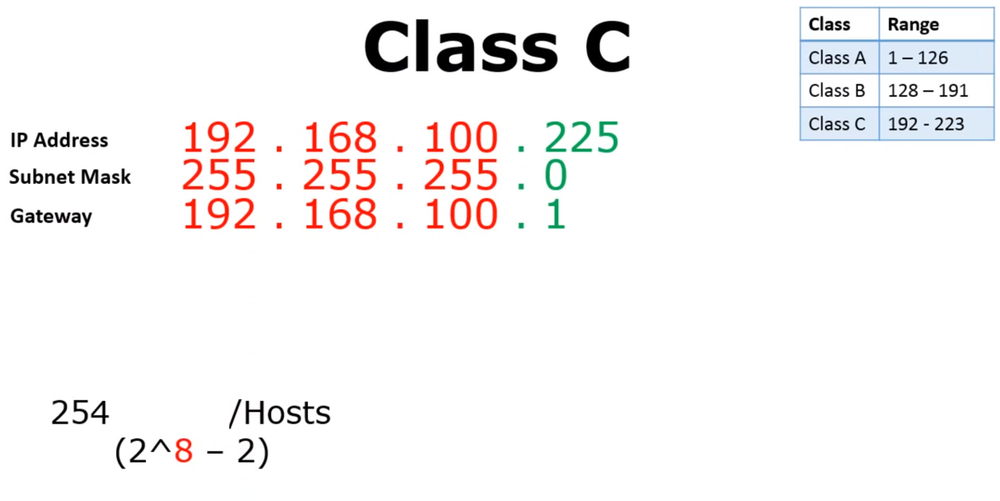 Class C
Class Range
Class A 1 – 126
Class B 128 – 191
Class C 192 - 223
IP Address 192 . 168 . 100 . 225
Subnet Mask 255 . 255 . 255 . 0
Gateway 192 . 168 . 100 . 1
254 /Hosts
(2^8 – 2)